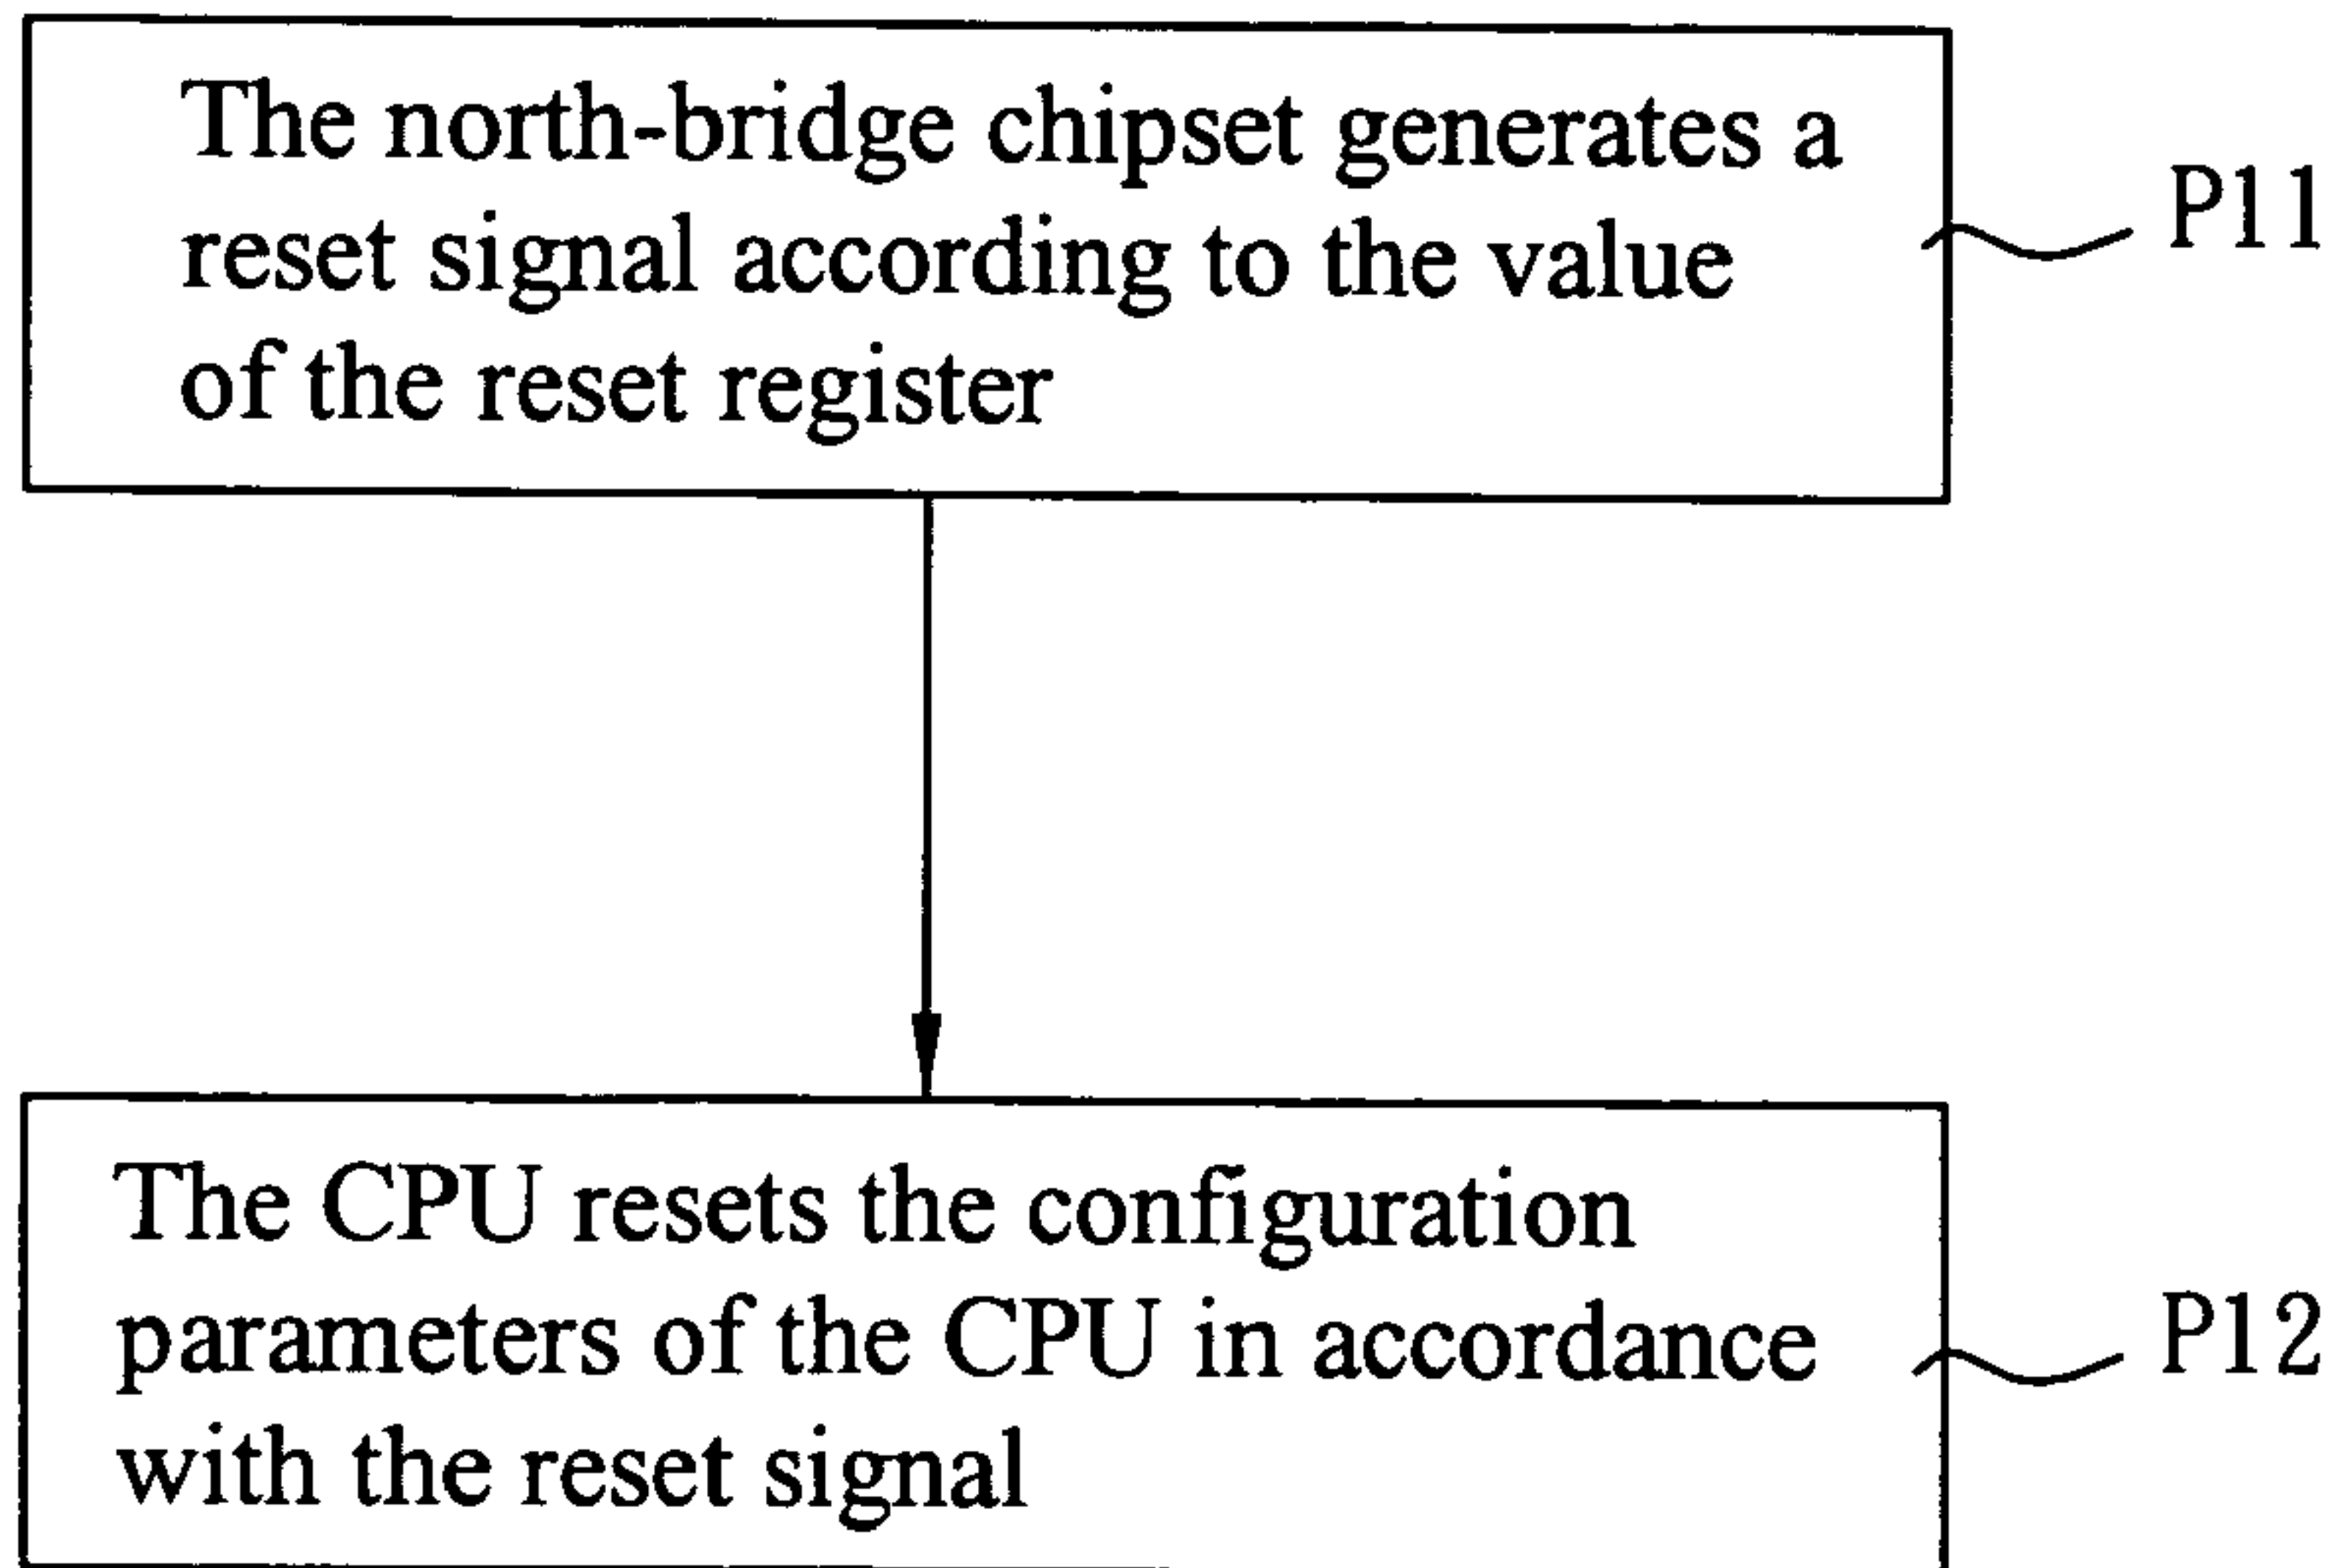 The north-bridge chipset generates a
reset signal according to the value
of the reset register
P11
The CPU resets the configuration
parameters of the CPU in accordance
with the reset signal
P12